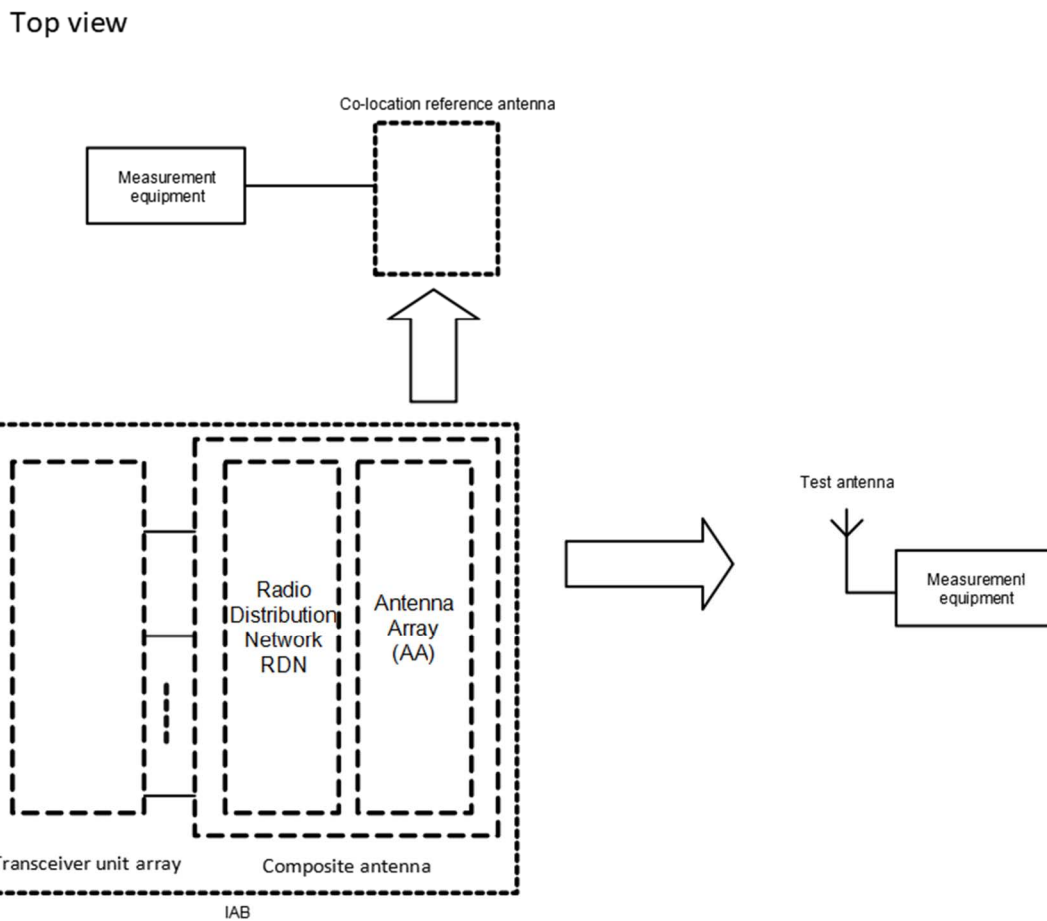 Top view
Co-location reference antenna
Measurement
equipment
Test antenna
Measurement
equipment
Radio
Distribution
Network
RDN
Antenna
Array
(AA)
Transceiver unit array
Composite antenna
IAB